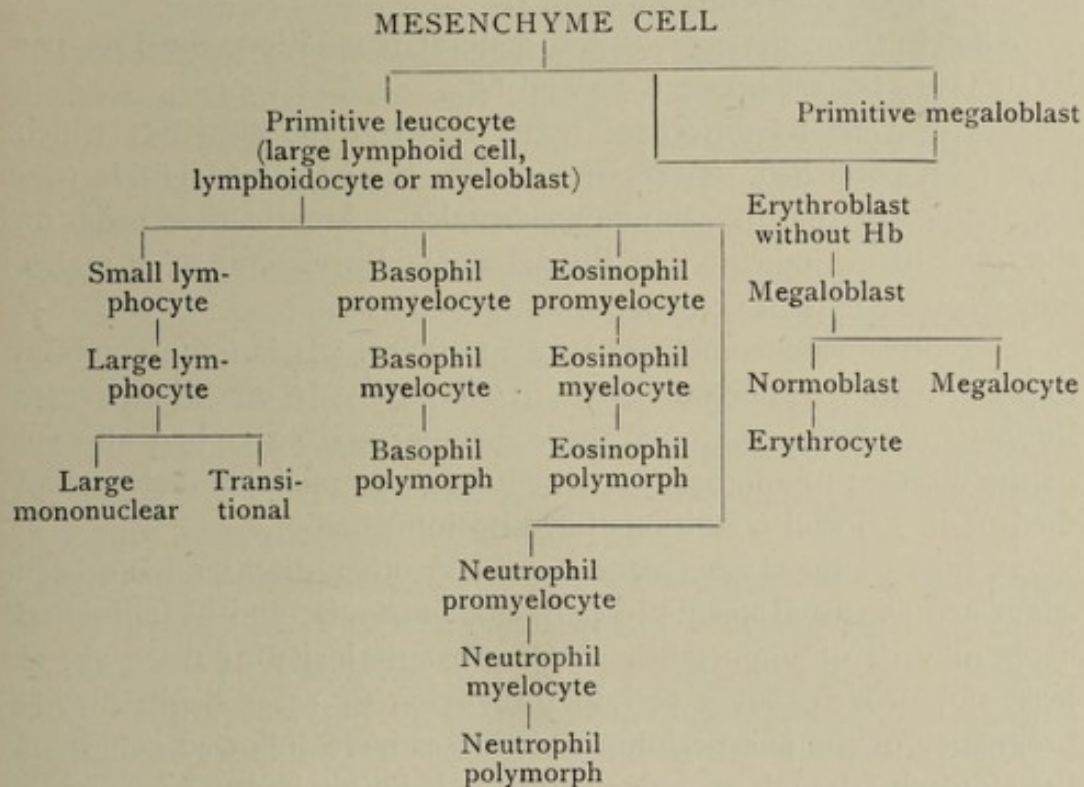 MESENCHYME CELL
Primitive leucocyte
(large lymphoid cell,
lymphoidocyte or myeloblast)
Primitive megaloblast
Erythroblast
without Hb
Megaloblast
Normoblast
Megalocyte
Erythrocyte
Small lym-
phocyte
Large lym-
phocyte
Large
mononuclear
Transi-
tional
Basophil
promyelocyte
Basophil
myelocyte
Basophil
polymorph
Eosinophil
promyelocyte
Eosinophil
myelocyte
Eosinophil
polymorph
Neutrophil
promyelocyte
Neutrophil
myelocyte
Neutrophil
polymorph